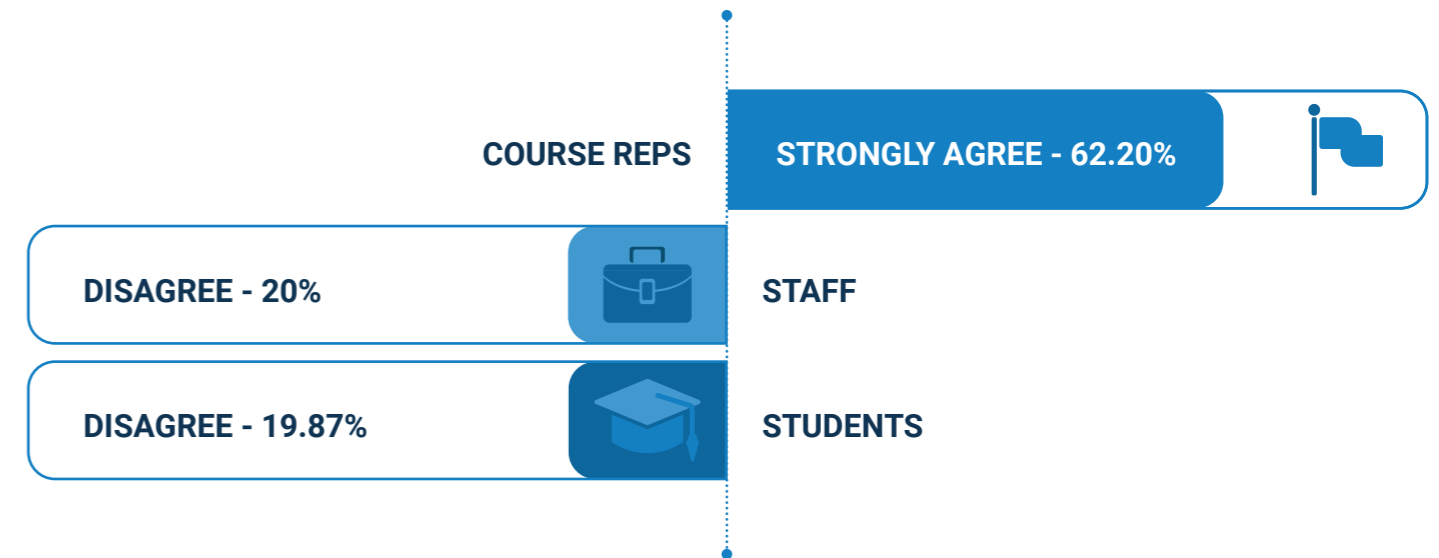 COURSE REPS
STRONGLY AGREE - 62.20%
DISAGREE - 20%
STAFF
DISAGREE - 19.87%
STUDENTS